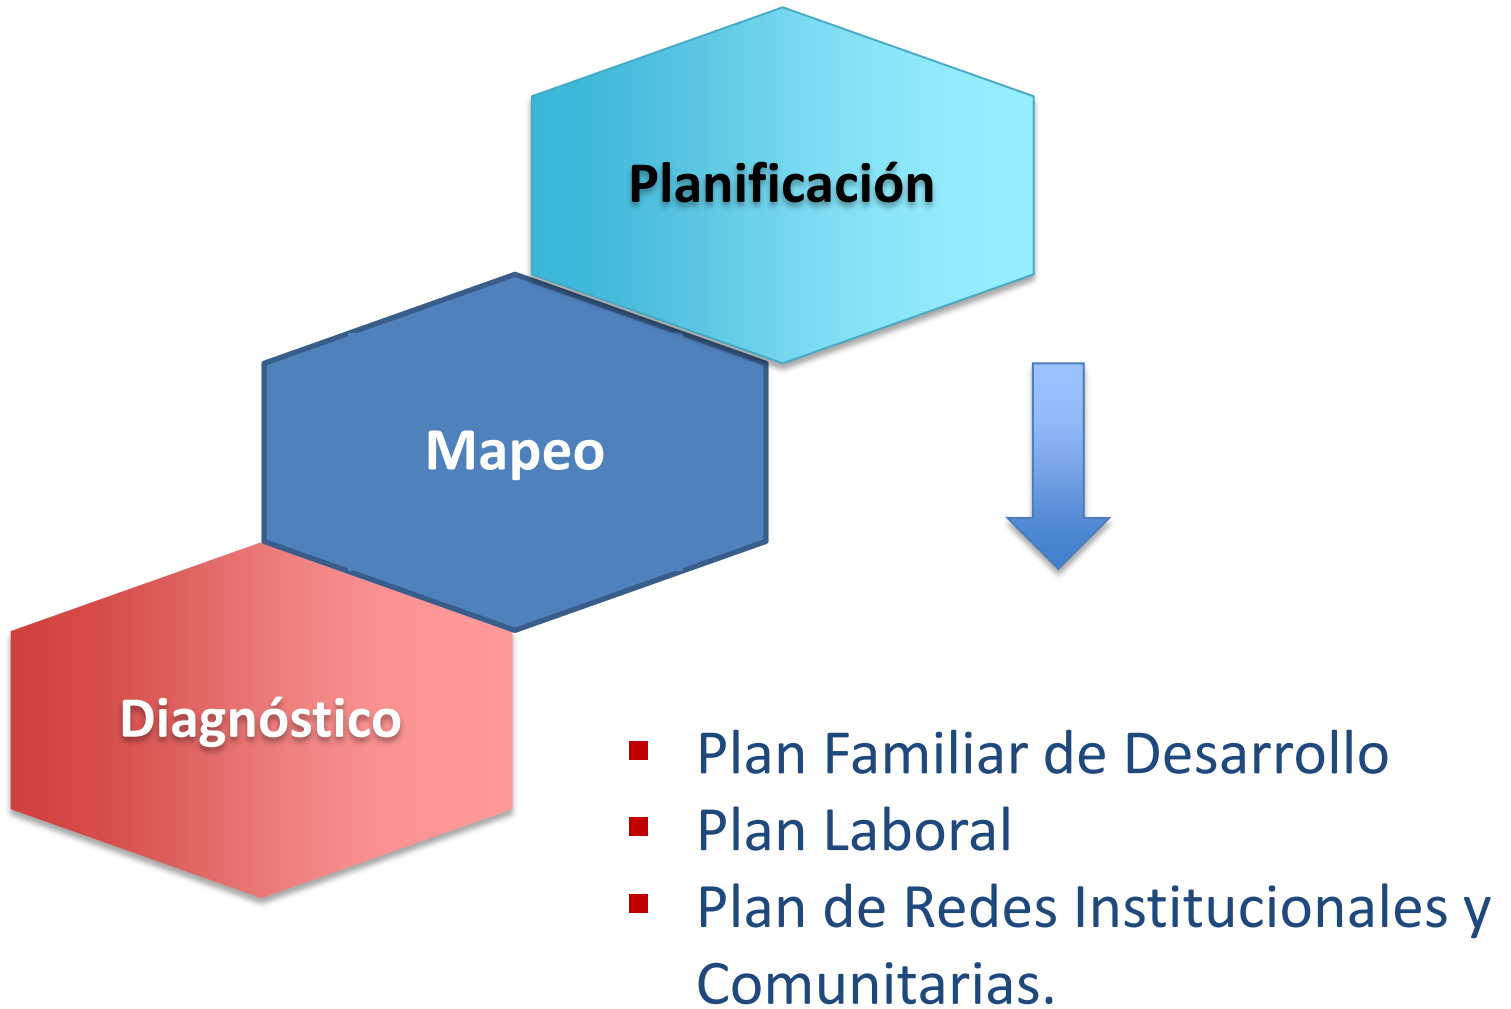 Planificación
Mapeo
Diagnóstico
Plan Familiar de Desarrollo
Plan Laboral
Plan de Redes Institucionales y
Comunitarias.